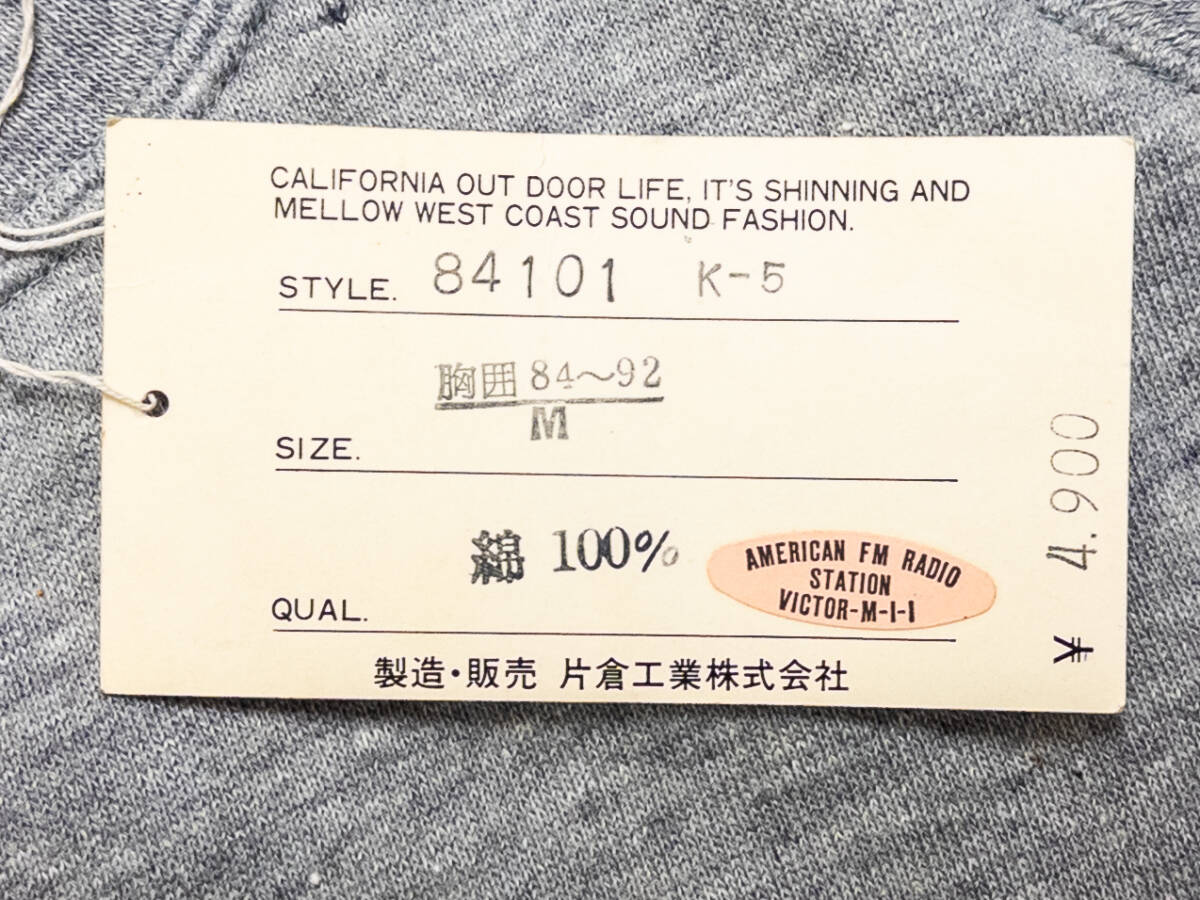 CALIFORNIA OUT DOOR LIFE, IT'S SHINNING AND
MELLOW WEST COAST SOUND FASHION.
STYLE. 84101 K-5
胸囲 84～92
M
SIZE.
綿 100%
QUAL.
AMERICAN FM RADIO
STATION
VICTOR-M-I-I
製造・販売 片倉工業株式会社
¥ 4.900